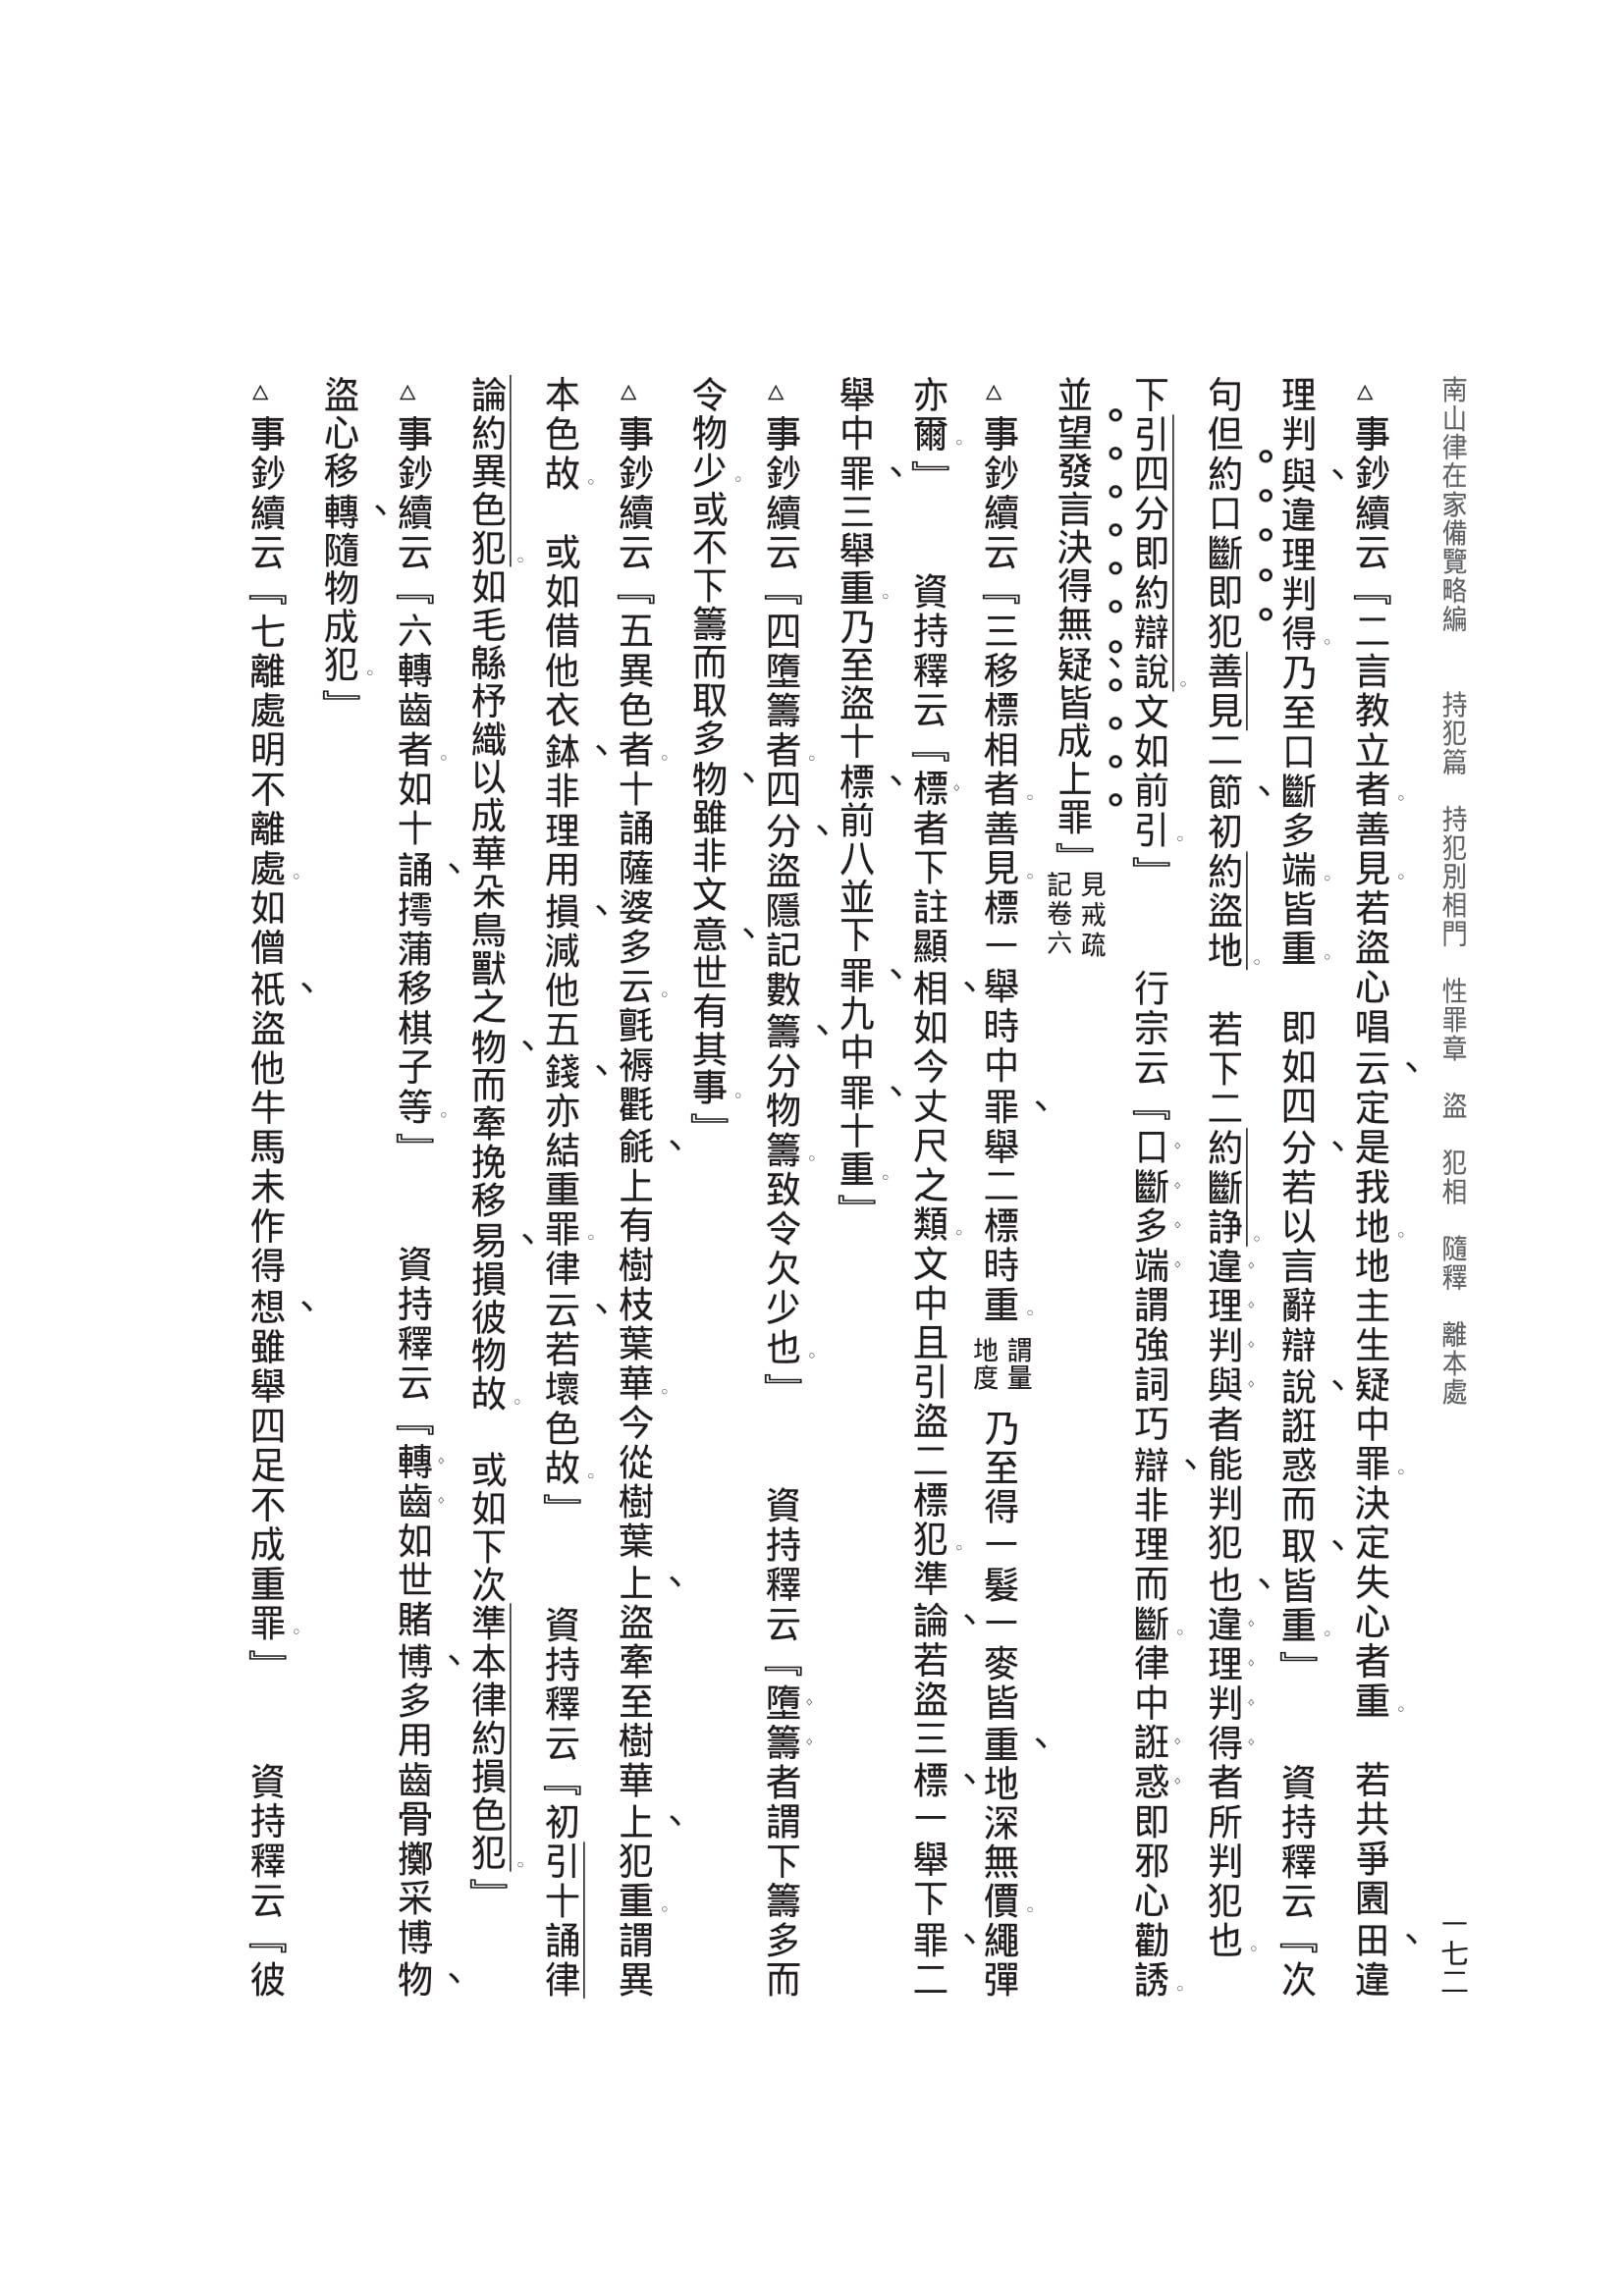 南山律在家備覽略編　持犯篇　持犯別相門　性罪章　盜　犯相　隨釋　離本處　一七二
△事鈔續云『二言教立者。善見。若盜心唱云、定是我地。地主生疑中罪。決定失心者重。　若共爭園田、違
理判與、違理判得。乃至口斷多端。皆重。　即如四分、若以言辭辯說、誑惑而取、皆重。』　資持釋云『次
句但約口斷即犯善見二節、初約盜地。　若下二約斷諍。違理判與者能判犯也、違理判得者所判犯也。
下引四分即約辯說。文如前引。』　行宗云『口斷多端謂強詞巧辯、非理而斷。律中誑惑即邪心勸誘。
並望發言決得無疑、皆成上罪。』見戒疏記卷六
△事鈔續云『三移標相者。善見。標一舉時中罪、舉二標時重。謂量地度　乃至得一髮一麥皆重、地深無價。繩彈
亦爾。』　資持釋云『標者下註顯相、如今丈尺之類。文中且引盜二標犯。準論、若盜三標、一舉下罪、二
舉中罪、三舉重。乃至盜十標、前八並下罪、九中罪、十重。』
△事鈔續云『四墮籌者。四分、盜隱記數籌、分物籌。致令欠少也。』　資持釋云『墮籌者謂下籌多而
令物少。或不下籌而取多物、雖非文意、世有其事。』
△事鈔續云『五異色者。十誦薩婆多云。氈褥氍毹、上有樹枝葉華。今從樹葉上、盜牽至樹華上、犯重。謂異
本色故。　或如借他衣鉢、非理用損、減他五錢、亦結重罪。律云、若壞色故。』　資持釋云『初引十誦律
論約異色犯。如毛緜杼織以成華朵鳥獸之物、而牽挽移易、損彼物故。　或如下次準本律約損色犯。』
△事鈔續云『六轉齒者。如十誦、摴蒲移棋子等。』　資持釋云『轉齒如世賭博、多用齒骨擲采博物、
盜心移轉、隨物成犯。』
△事鈔續云『七離處明不離處。如僧祇、盜他牛馬未作得想、雖舉四足不成重罪。』　資持釋云『彼